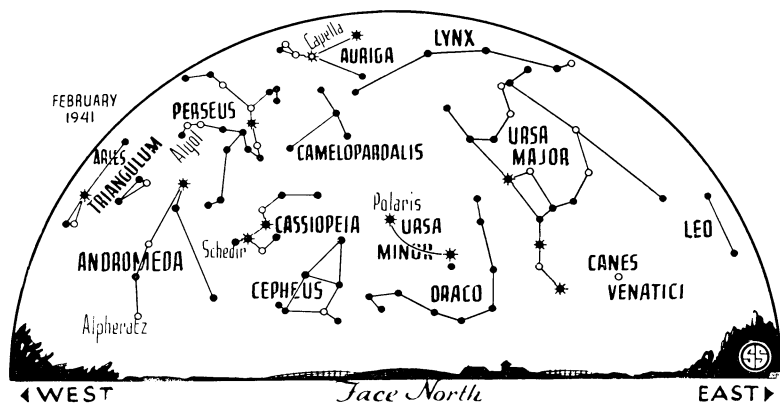 Capella
LYNX
AURIGA
FEBRUARY
1941
PERSEUS
Algol
ARIES
TRIANGULUM
CAMELOPARDALIS
URSA
MAJOR
Polaris
CASSIOPEIA
URSA
MINOR
Schedir
LEO
ANDROMEDA
CEPHEUS
DRACO
CANES
VENATICI
Alpheratz
WEST
Face North
EAST